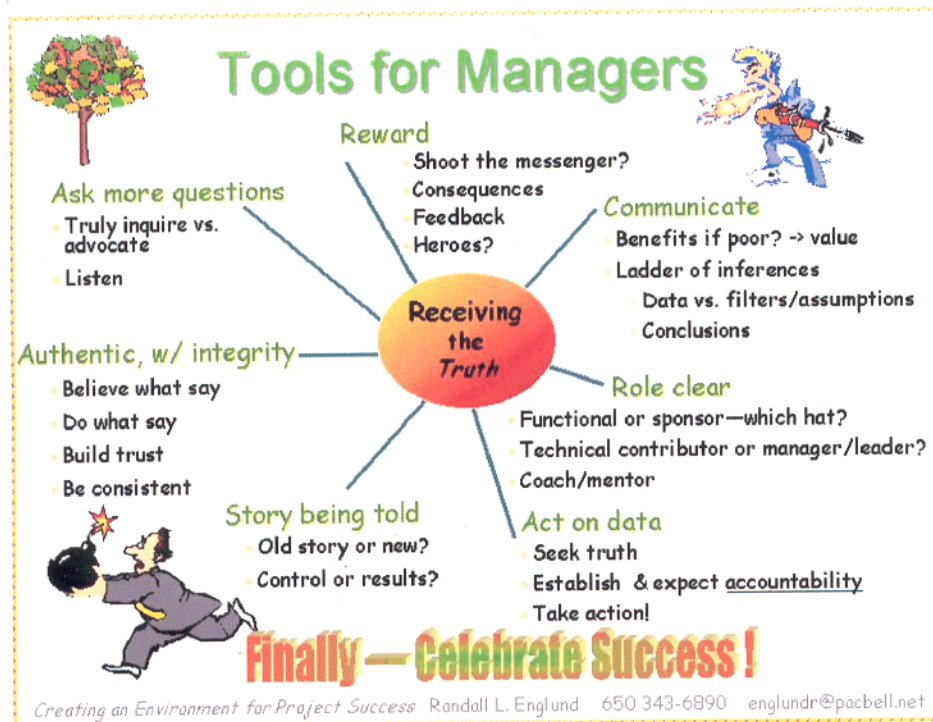 Tools for Managers
Reward
Shoot the messenger?
Consequences
Feedback
Heroes?
Ask more questions
Truly inquire vs.
advocate
Listen
Communicate
Benefits if poor? -> value
Ladder of inferences
Data vs. filters/assumptions
Conclusions
Receiving
the
Truth
Authentic, w/ integrity
Believe what say
Do what say
Build trust
Be consistent
Role clear
Functional or sponsor—which hat?
Technical contributor or manager/leader?
Coach/mentor
Story being told
Old story or new?
Control or results?
Act on data
Seek truth
Establish & expect accountability
Take action!
Finally — Celebrate Success !
Creating an Environment for Project Success Randall L. Englund 650 343-6890 englundr@pacbell.net